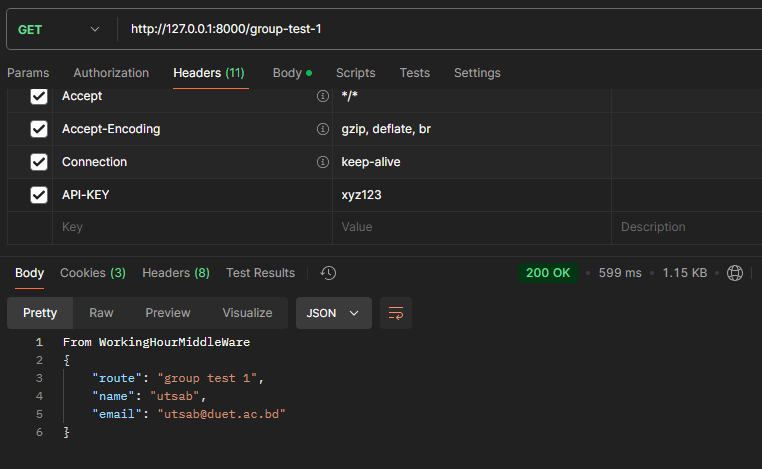 GET http://127.0.0.1:8000/group-test-1
Params Authorization Headers (11) Body Scripts Tests Settings
Accept */*
Accept-Encoding gzip, deflate, br
Connection keep-alive
API-KEY xyz123
Key Value Description
Body Cookies (3) Headers (8) Test Results 200 OK 599 ms 1.15 KB
Pretty Raw Preview Visualize JSON
1 From WorkingHourMiddleWare
2 {
3 "route": "group test 1",
4 "name": "utsab",
5 "email": "utsab@duet.ac.bd"
6 }